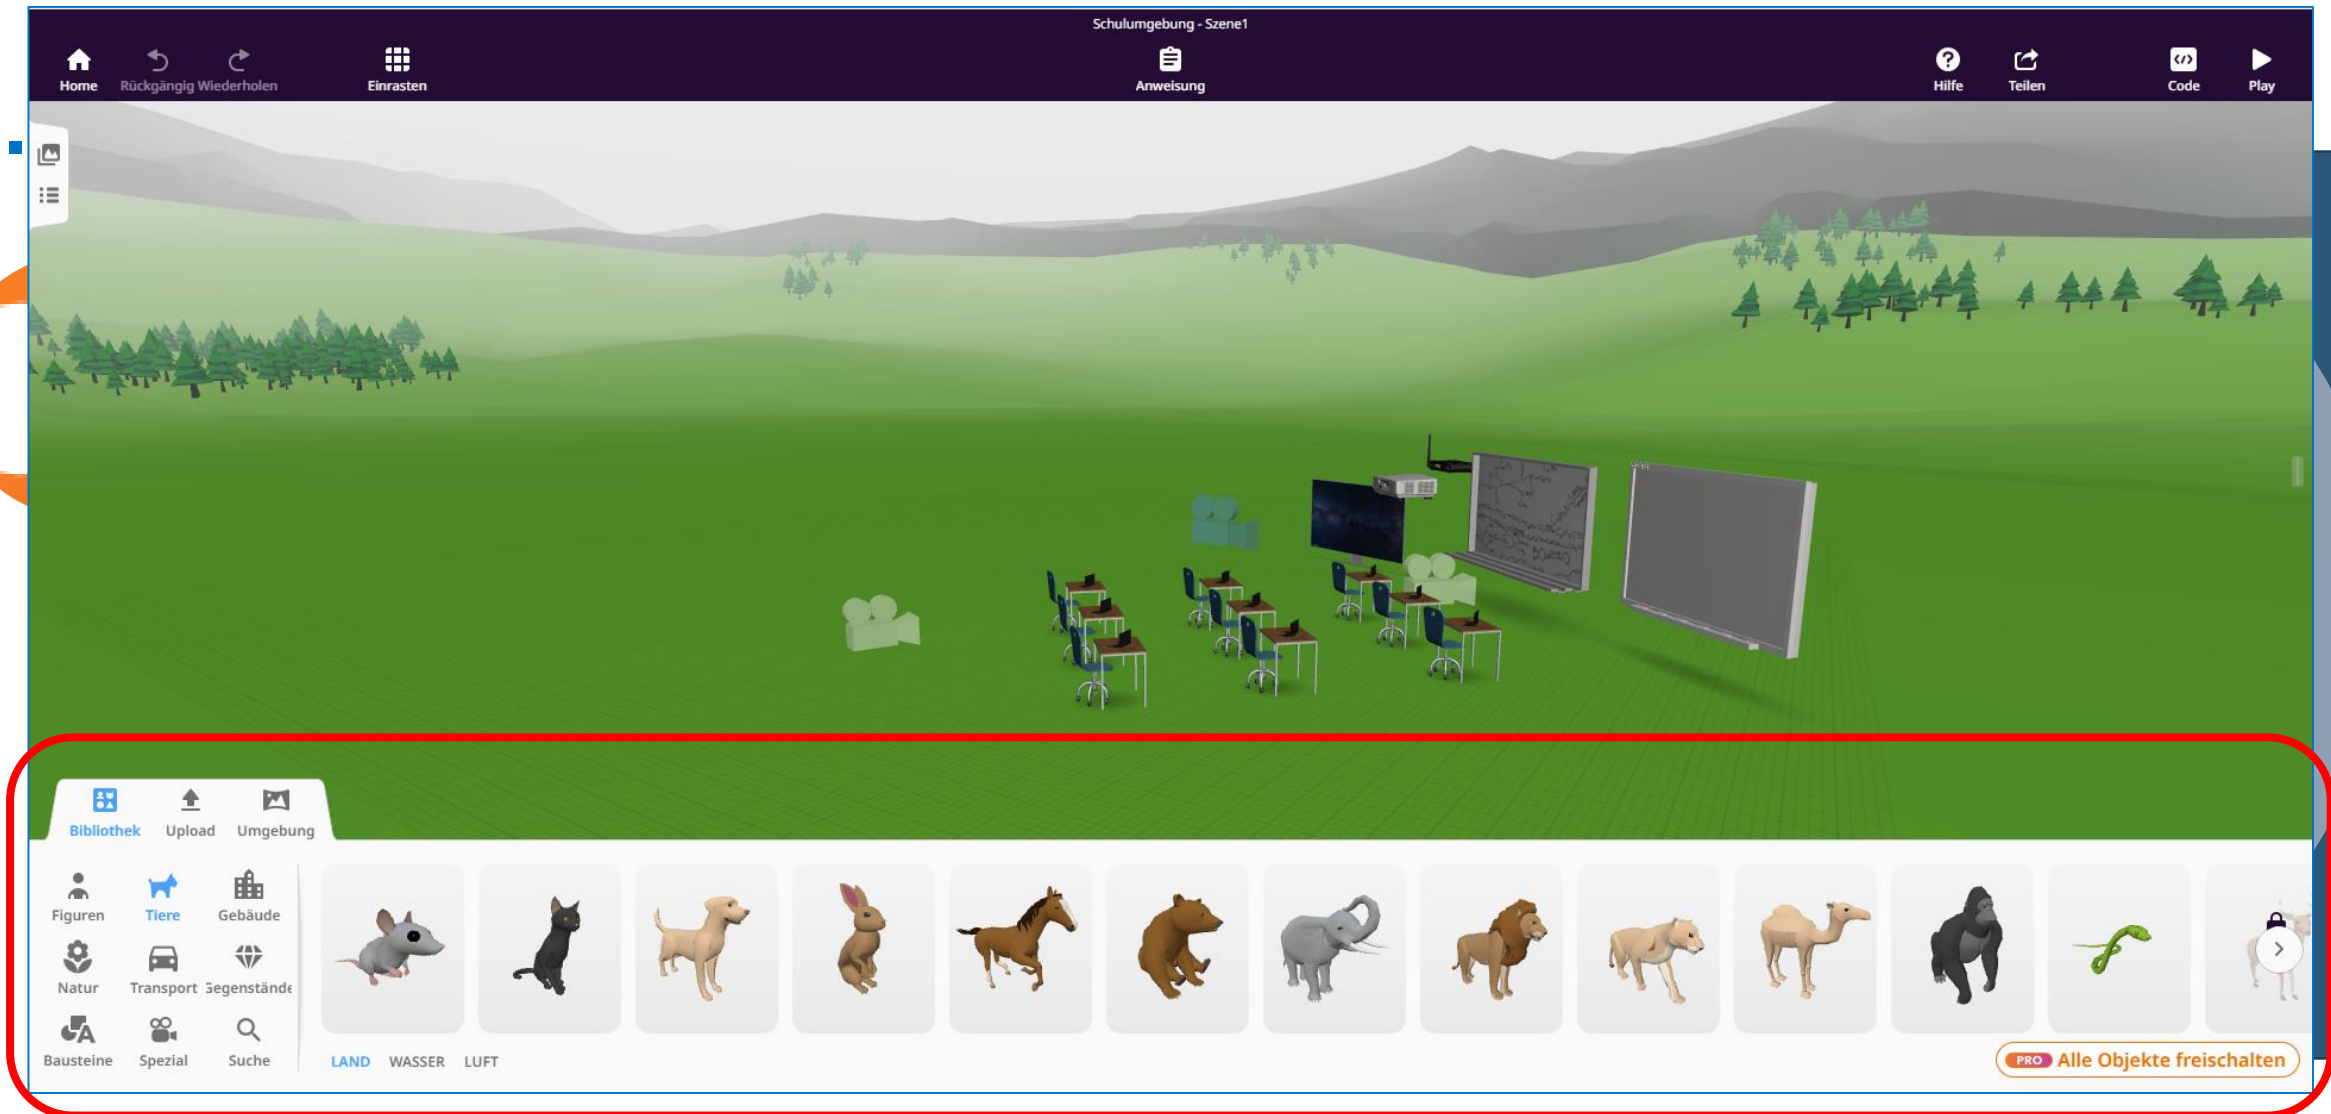 Schulumgebung - Szene1
Home Rückgängig Wiederholen Einrasten Anweisung Hilfe Teilen Code Play
Bibliothek Upload Umgebung
Figuren Tiere Gebäude
Natur Transport Gegenstände
Bausteine Spezial Suche
LAND WASSER LUFT
PRO Alle Objekte freischalten